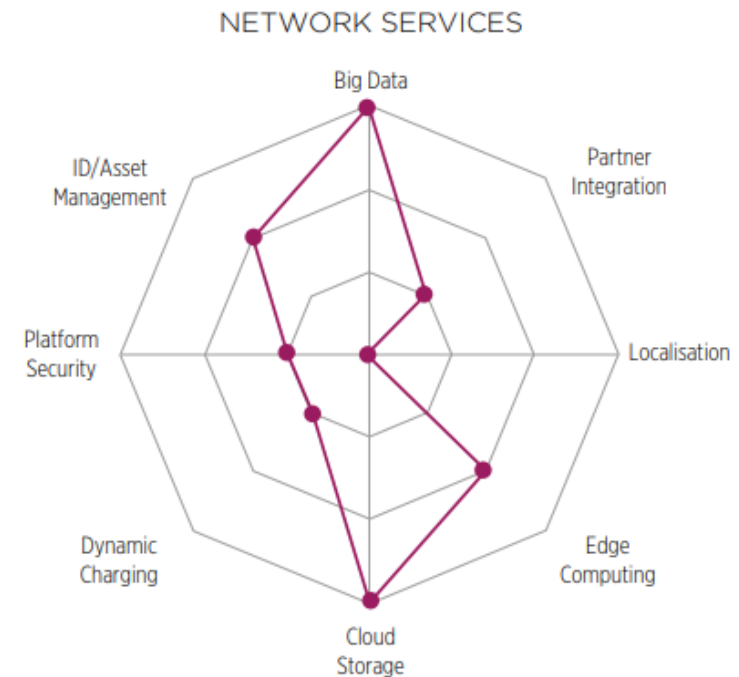 NETWORK SERVICES
Big Data
ID/Asset
Management
Partner
Integration
Platform
Security
Localisation
Dynamic
Charging
Edge
Computing
Cloud
Storage